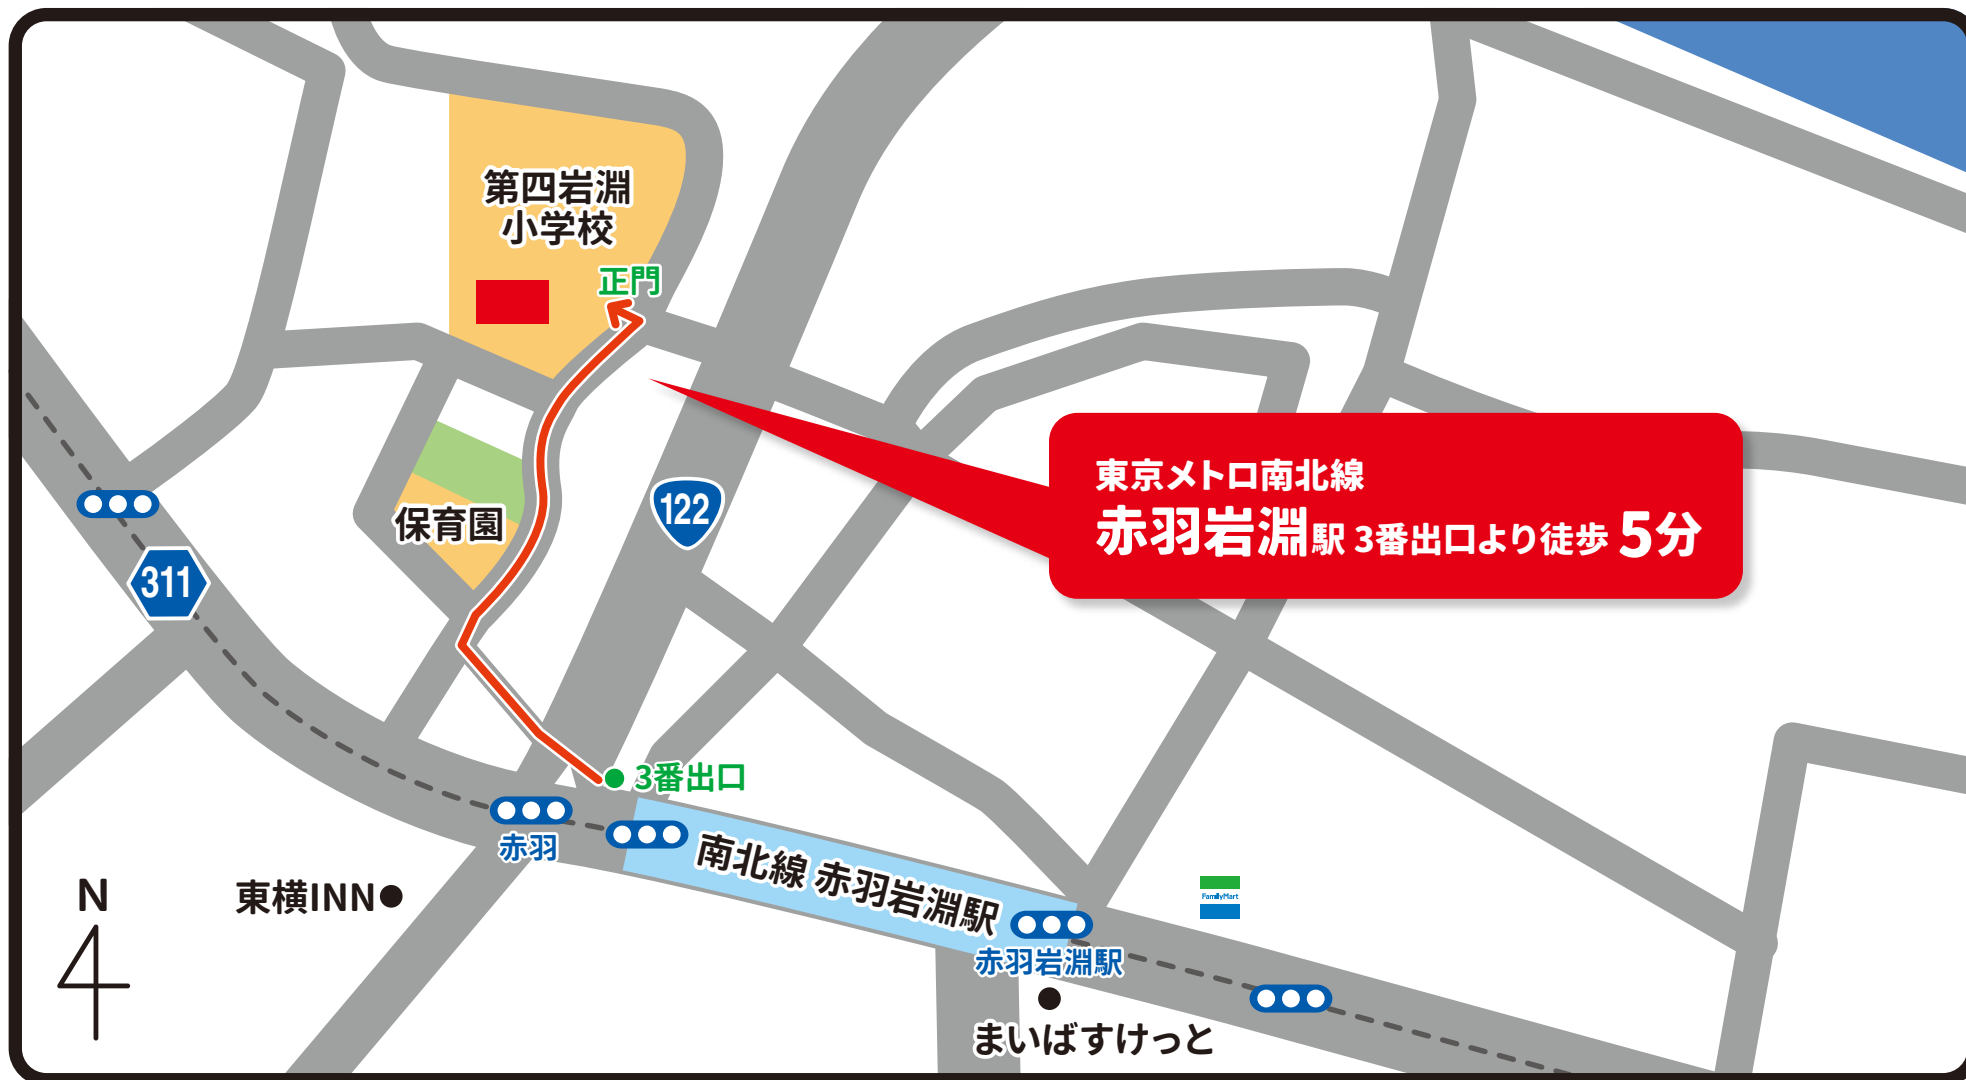 第四岩淵
小学校
正門
保育園
122
311
東京メトロ南北線
赤羽岩淵駅 3番出口より徒歩 5分
3番出口
赤羽
南北線 赤羽岩淵駅
赤羽岩淵駅
FamilyMart
東横INN
まいばすけっと
N